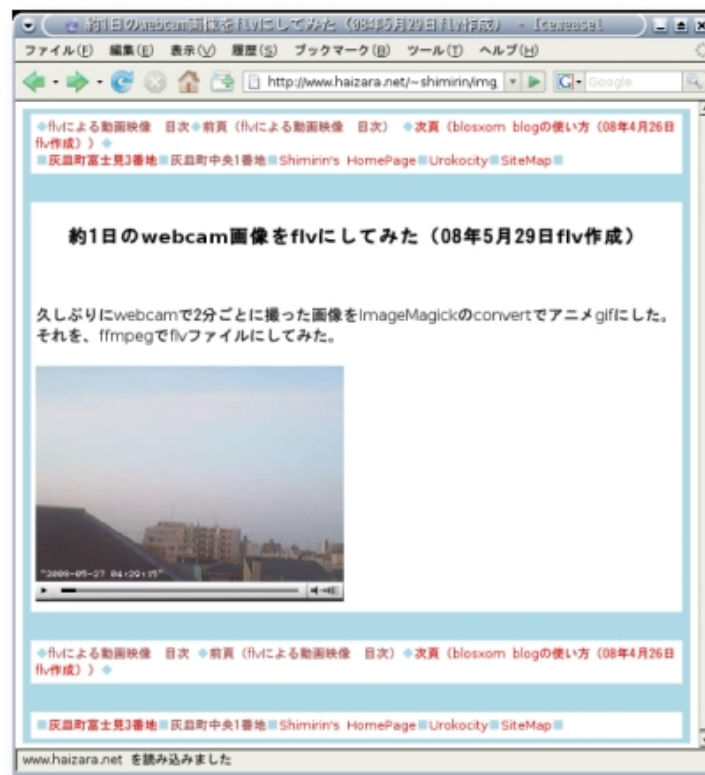 約1日のwebcam画像をflvにしてみた（08年5月29日flv作成） - Iceweasel
ファイル(F) 編集(E) 表示(V) 履歴(S) ブックマーク(B) ツール(T) ヘルプ(H)
http://www.haizara.net/~shimirin/img. Google
◆flvによる動画映像　目次◆前頁（flvによる動画映像　目次） ◆次頁（blosxom blogの使い方（08年4月26日
flv作成））◆
■灰皿町富士見3番地■灰皿町中央1番地■Shimirin's HomePage■Urokocity■SiteMap■
約1日のwebcam画像をflvにしてみた（08年5月29日flv作成）
久しぶりにwebcamで2分ごとに撮った画像をImageMagickのconvertでアニメgifにした。
それを、ffmpegでflvファイルにしてみた。
"2008-05-27 04:20:15"
◆flvによる動画映像　目次 ◆前頁（flvによる動画映像　目次）◆次頁（blosxom blogの使い方（08年4月26日
flv作成））◆
■灰皿町富士見3番地■灰皿町中央1番地■Shimirin's HomePage■Urokocity■SiteMap■
www.haizara.net を読み込みました